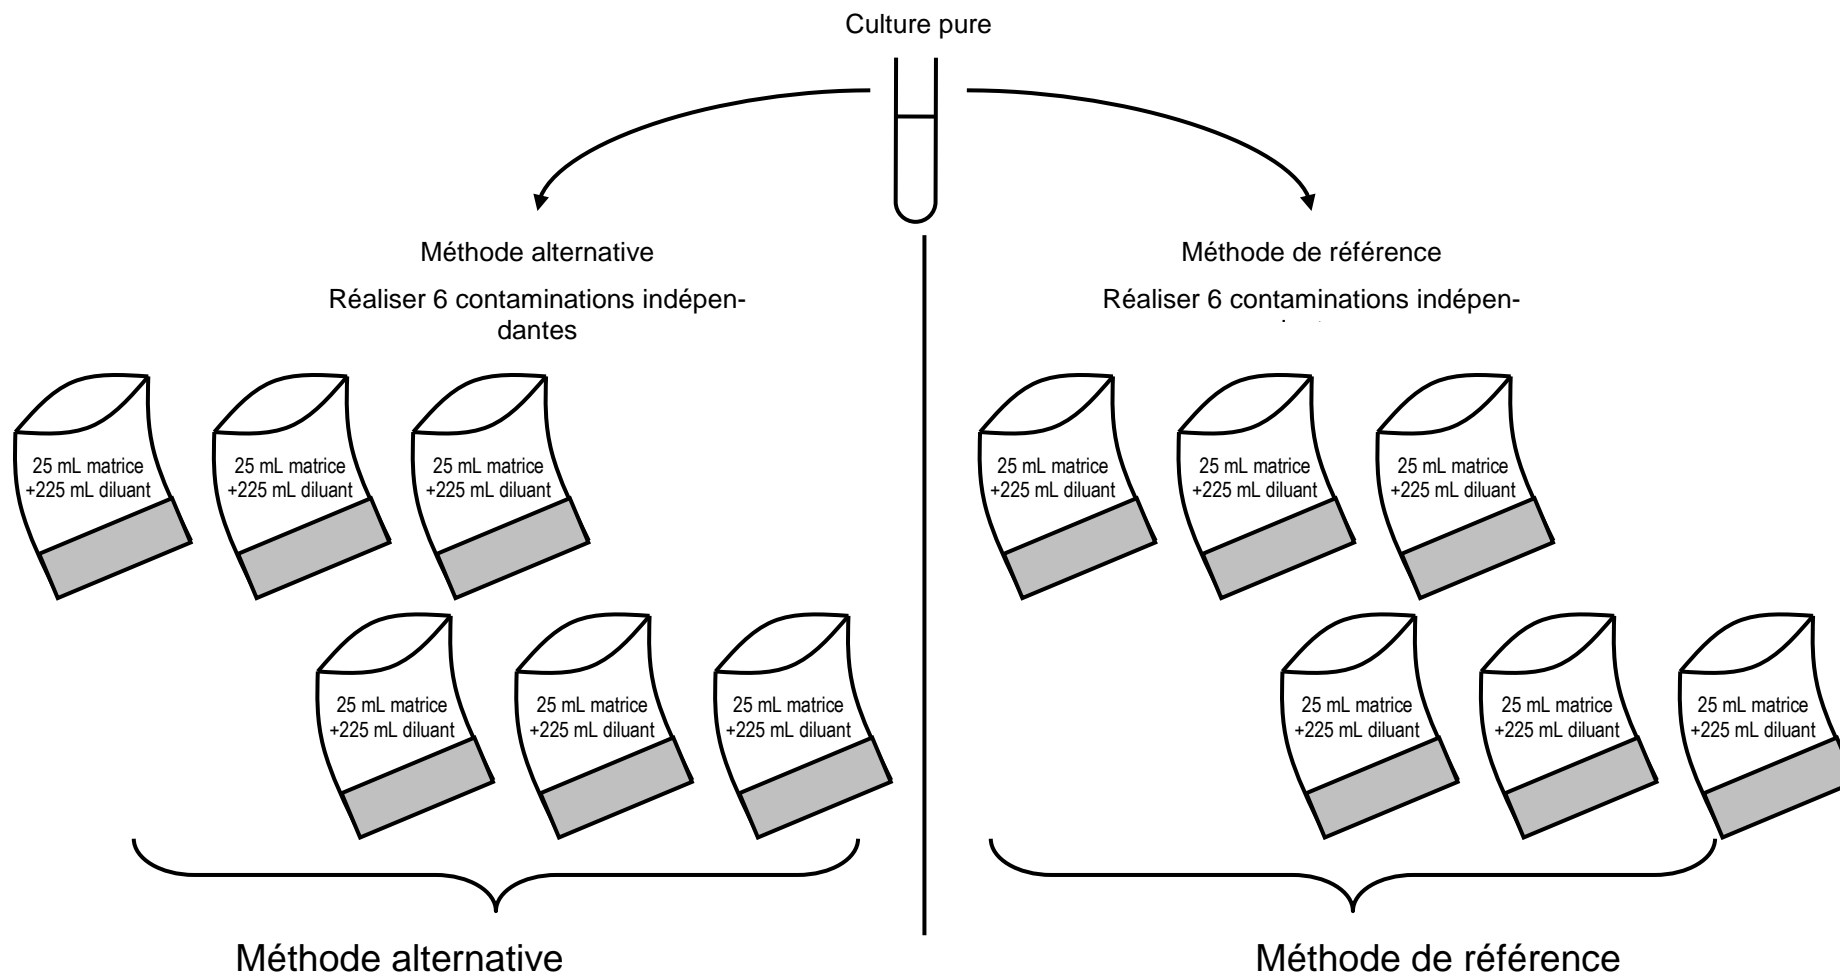 Culture pure
Méthode alternative
Réaliser 6 contaminations indépen-
dantes
Méthode de référence
Réaliser 6 contaminations indépen-
25 mL matrice
+225 mL diluant
25 mL matrice
+225 mL diluant
25 mL matrice
+225 mL diluant
25 mL matrice
+225 mL diluant
25 mL matrice
+225 mL diluant
25 mL matrice
+225 mL diluant
25 mL matrice
+225 mL diluant
25 mL matrice
+225 mL diluant
25 mL matrice
+225 mL diluant
25 mL matrice
+225 mL diluant
25 mL matrice
+225 mL diluant
25 mL matrice
+225 mL diluant
Méthode alternative
Méthode de référence